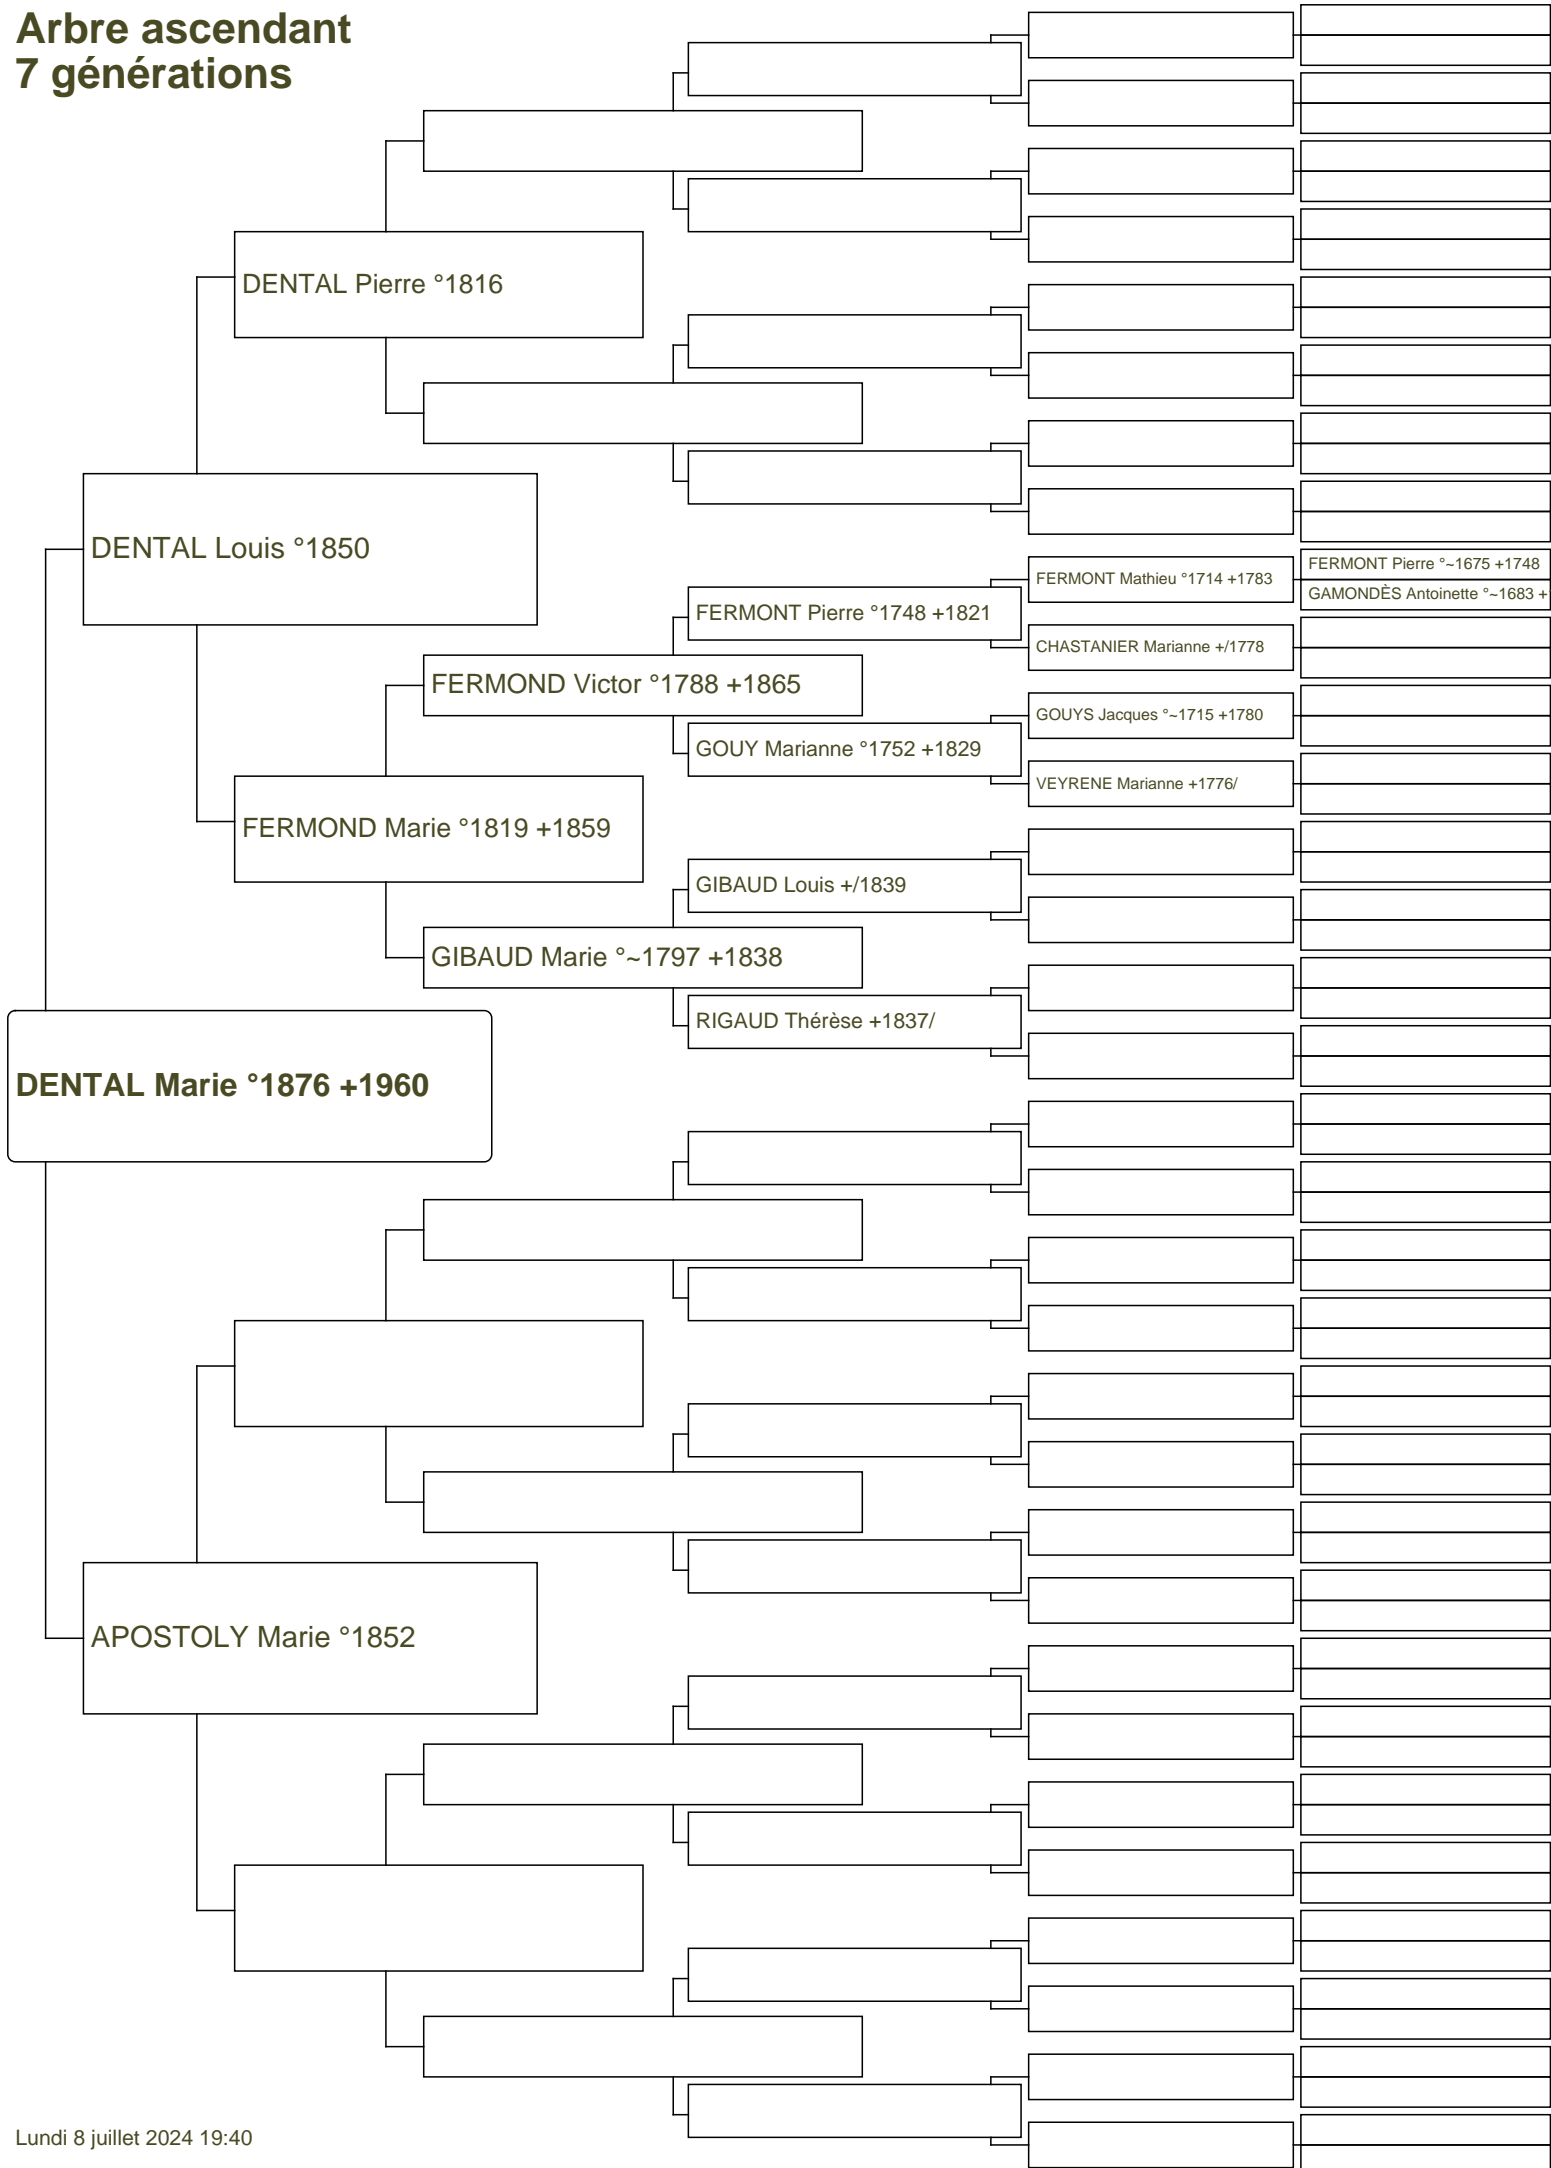 Arbre ascendant
7 générations
DENTAL Pierre °1816
DENTAL Louis °1850
FERMONT Pierre °~1675 +1748
FERMONT Mathieu °1714 +1783
GAMONDÈS Antoinette °~1683 +
FERMONT Pierre °1748 +1821
CHASTANIER Marianne +/1778
FERMOND Victor °1788 +1865
GOUYS Jacques °~1715 +1780
GOUY Marianne °1752 +1829
VEYRENE Marianne +1776/
FERMOND Marie °1819 +1859
GIBAUD Louis +/1839
GIBAUD Marie °~1797 +1838
RIGAUD Thérèse +1837/
DENTAL Marie °1876 +1960
APOSTOLY Marie °1852
Lundi 8 juillet 2024 19:40